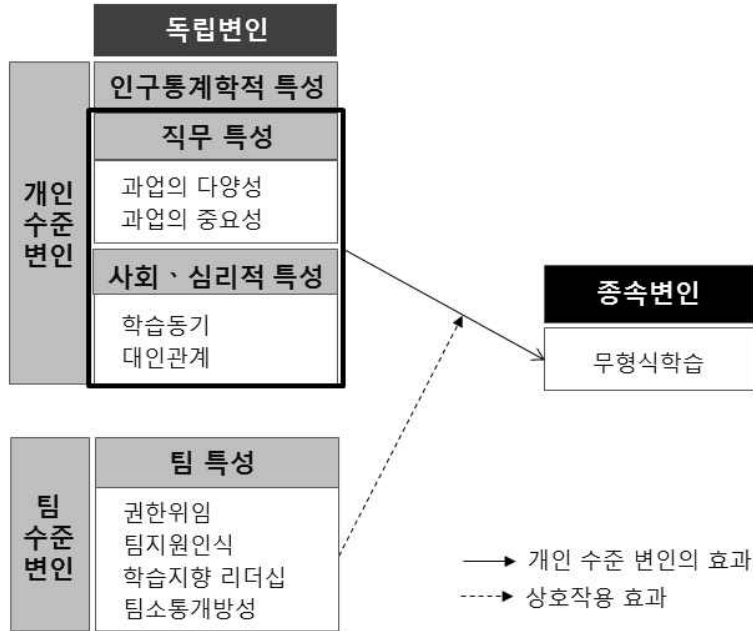 독립변인
인구통계학적 특성
직무 특성
과업의 다양성
과업의 중요성
개인
수준
변인
사회、심리적 특성
학습동기
대인관계
종속변인
무형식학습
팀 특성
권한위임
팀지원인식
학습지향 리더십
팀소통개방성
팀
수준
변인
개인 수준 변인의 효과
상호작용 효과